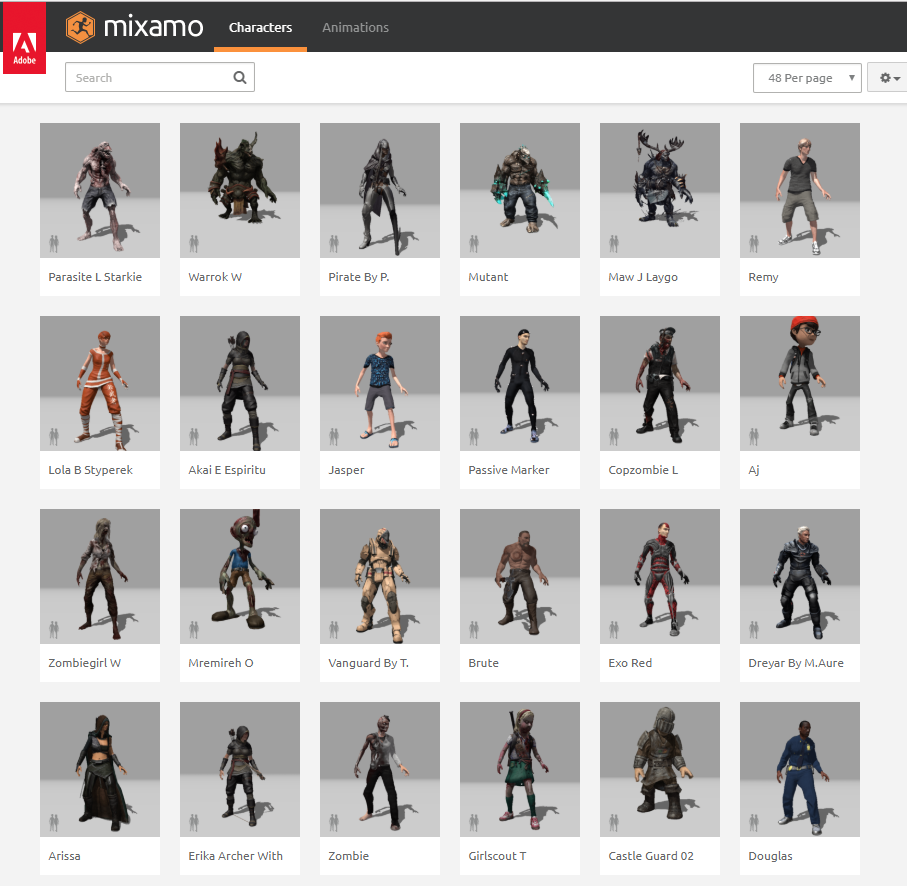 Adobe
mixamo
Characters
Animations
Search
48 Per page
Parasite L Starkie
Warrok W
Pirate By P.
Mutant
Maw J Laygo
Remy
Lola B Styperek
Akai E Espiritu
Jasper
Passive Marker
Copzombie L
Aj
Zombiegirl W
Mremireh O
Vanguard By T.
Brute
Exo Red
Dreyar By M.Aure
Arissa
Erika Archer With
Zombie
Girlscout T
Castle Guard 02
Douglas